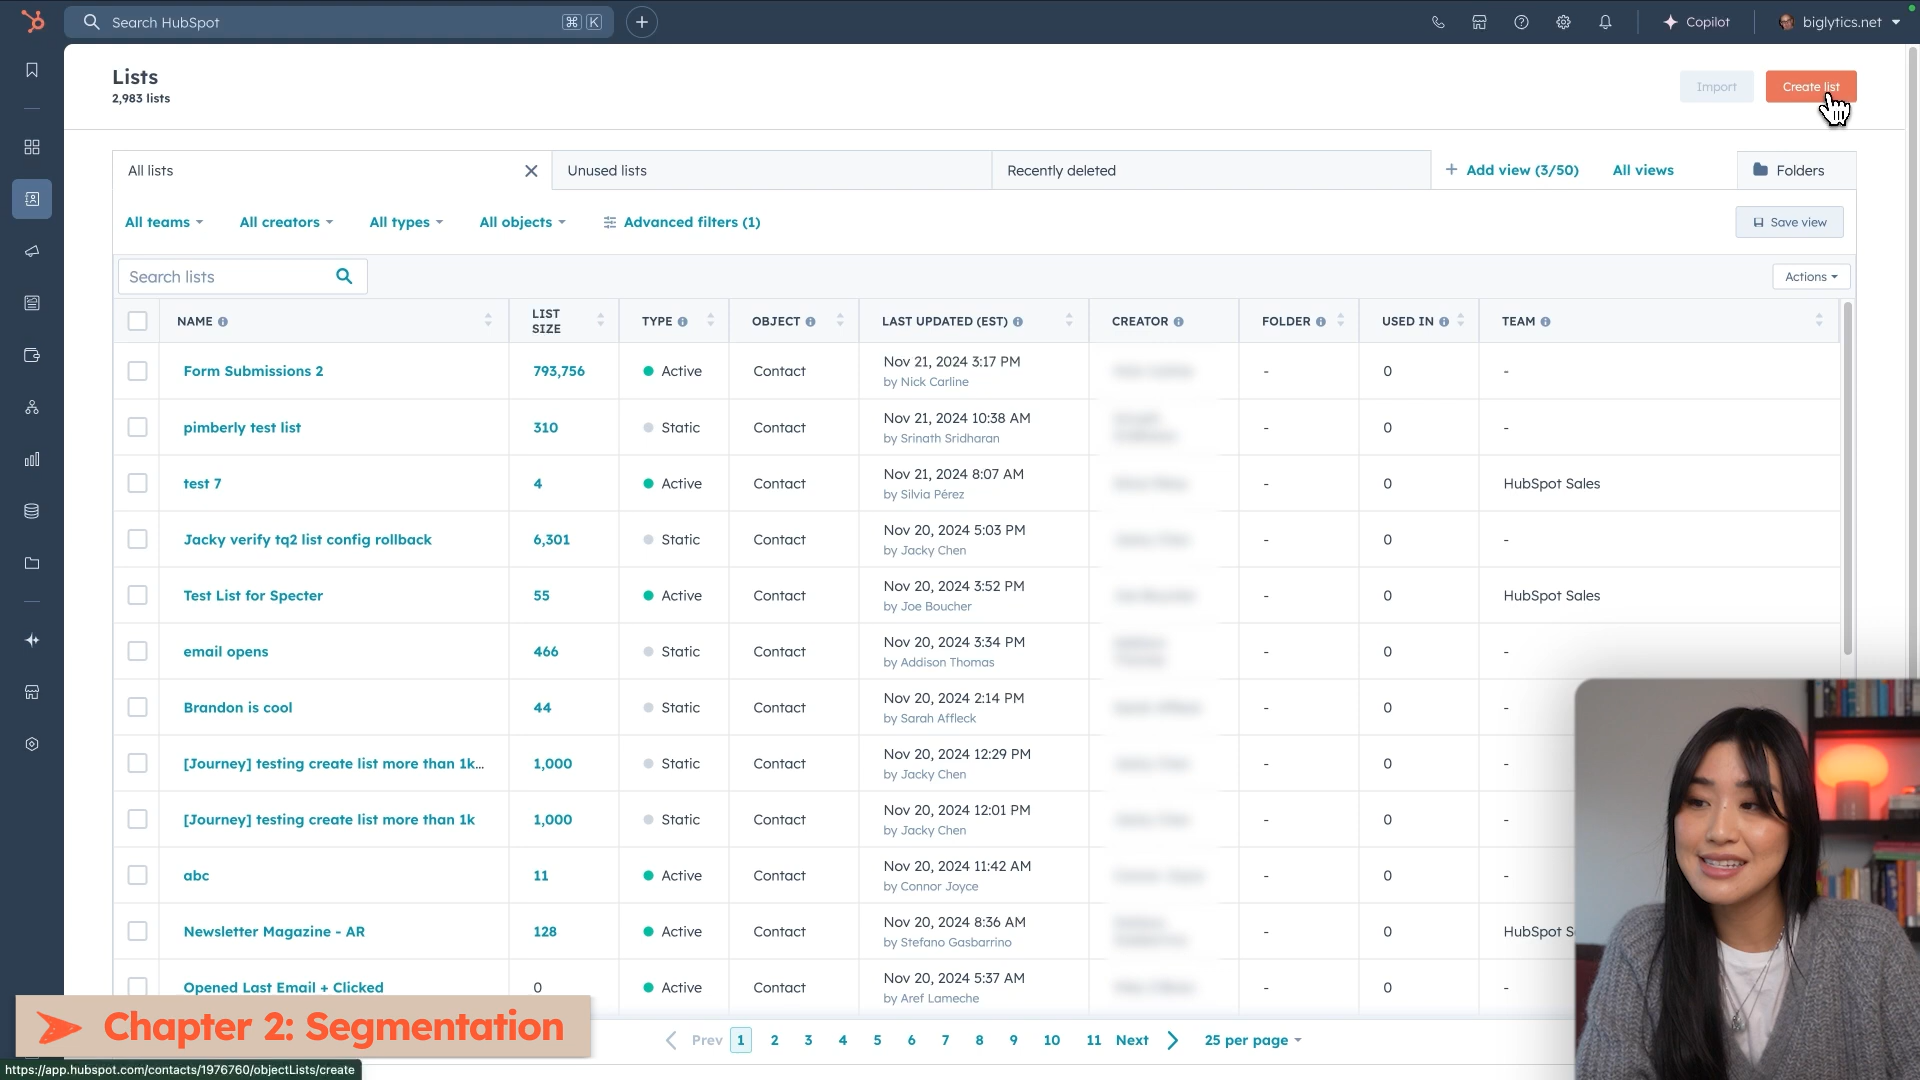 Search HubSpot
⌘ K
+
Copilot
biglytics.net
Lists
2,983 lists
Import
Create list
All lists
Unused lists
Recently deleted
+ Add view (3/50)
All views
Folders
All teams
All creators
All types
All objects
Advanced filters (1)
Save view
Search lists
Actions
NAME
LIST SIZE
TYPE
OBJECT
LAST UPDATED (EST)
CREATOR
FOLDER
USED IN
TEAM
Form Submissions 2 793,756 Active Contact Nov 21, 2024 3:17 PM - 0 -
by Nick Carline
pimberly test list 310 Static Contact Nov 21, 2024 10:38 AM - 0 -
by Srinath Sridharan
test 7 4 Active Contact Nov 21, 2024 8:07 AM - 0 HubSpot Sales
by Silvia Pérez
Jacky verify tq2 list config rollback 6,301 Static Contact Nov 20, 2024 5:03 PM - 0 -
by Jacky Chen
Test List for Specter 55 Active Contact Nov 20, 2024 3:52 PM - 0 HubSpot Sales
by Joe Boucher
email opens 466 Static Contact Nov 20, 2024 3:34 PM - 0 -
by Addison Thomas
Brandon is cool 44 Static Contact Nov 20, 2024 2:14 PM - 0 -
by Sarah Affleck
[Journey] testing create list more than 1k... 1,000 Static Contact Nov 20, 2024 12:29 PM - 0 -
by Jacky Chen
[Journey] testing create list more than 1k 1,000 Static Contact Nov 20, 2024 12:01 PM - 0 -
by Jacky Chen
abc 11 Active Contact Nov 20, 2024 11:42 AM - 0 -
by Connor Joyce
Newsletter Magazine - AR 128 Active Contact Nov 20, 2024 8:36 AM - 0 HubSpot S
by Stefano Gasbarrino
Opened Last Email + Clicked 0 Active Contact Nov 20, 2024 5:37 AM - 0 -
by Aref Lameche
Chapter 2: Segmentation
Prev 1 2 3 4 5 6 7 8 9 10 11 Next
25 per page
https://app.hubspot.com/contacts/1976760/objectLists/create